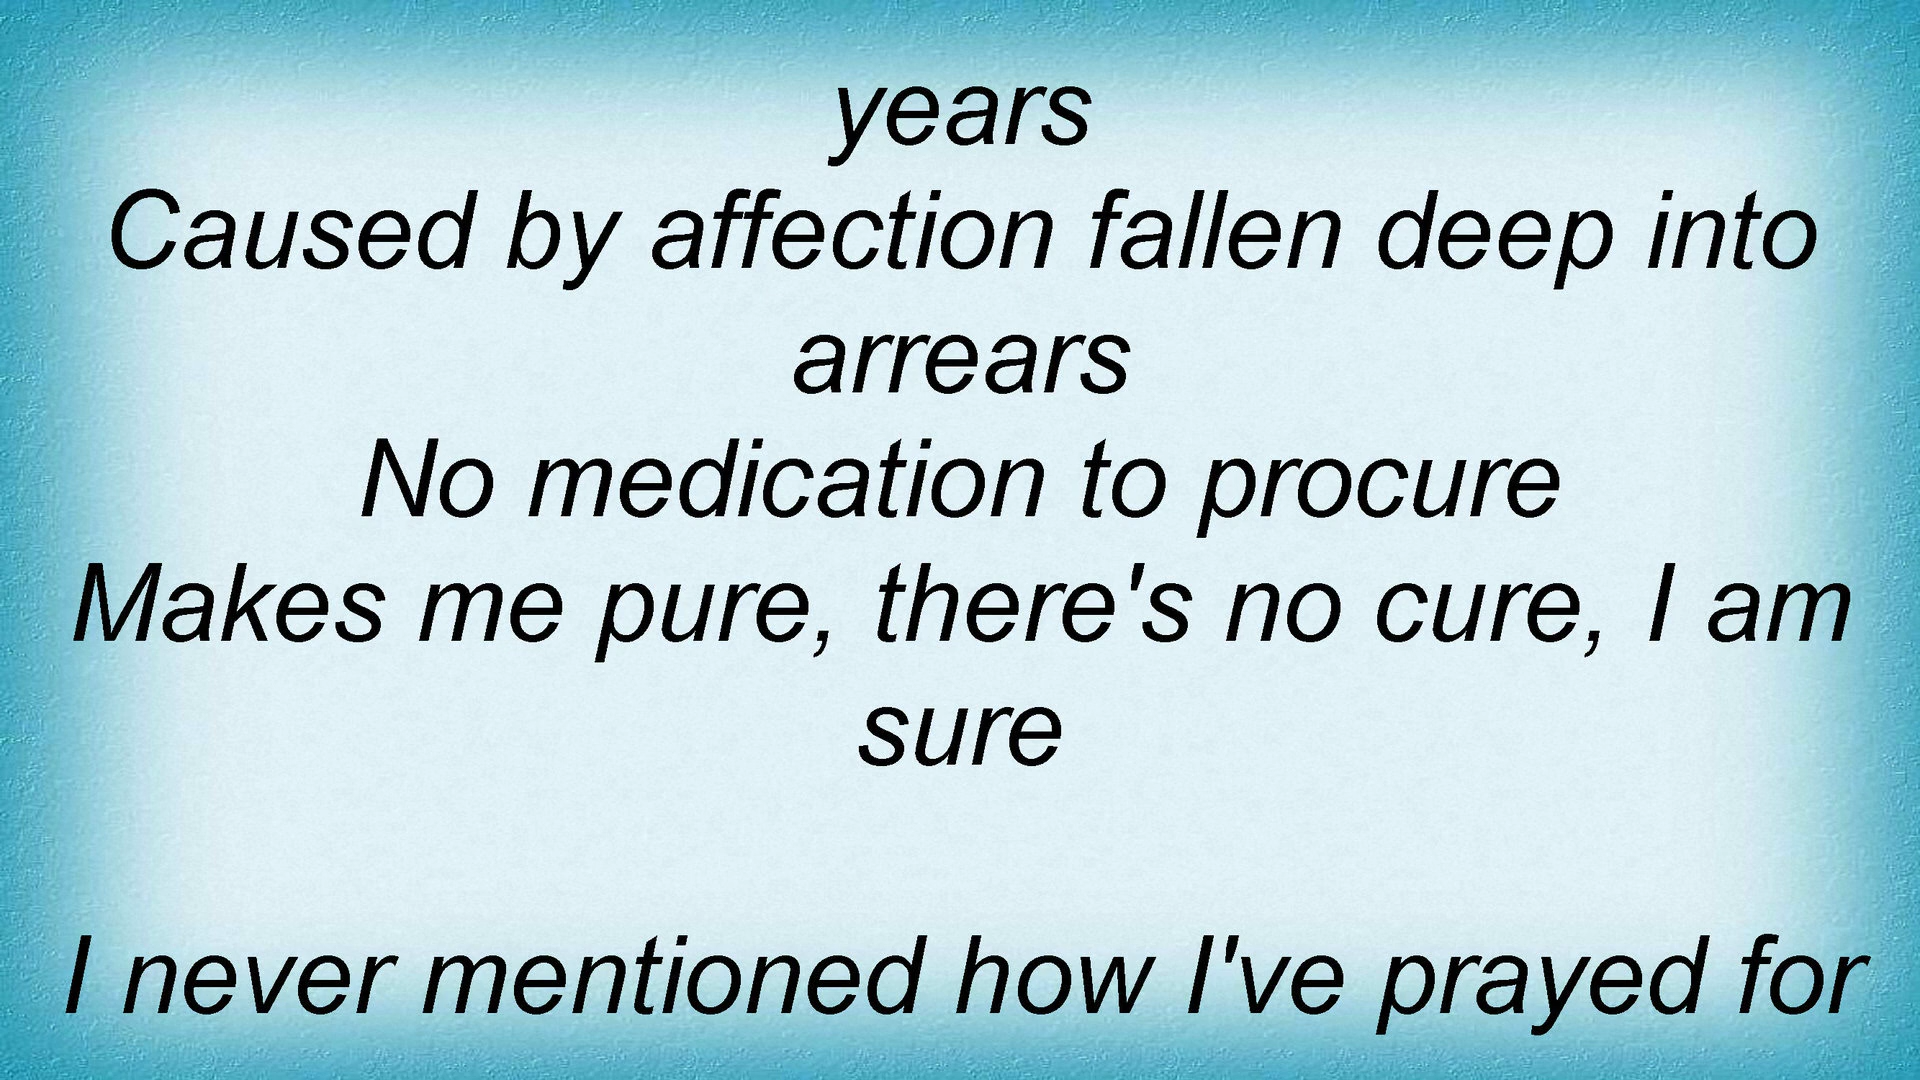 years
Caused by affection fallen deep into
arrears
No medication to procure
Makes me pure, there's no cure, I am
sure
I never mentioned how I've prayed for